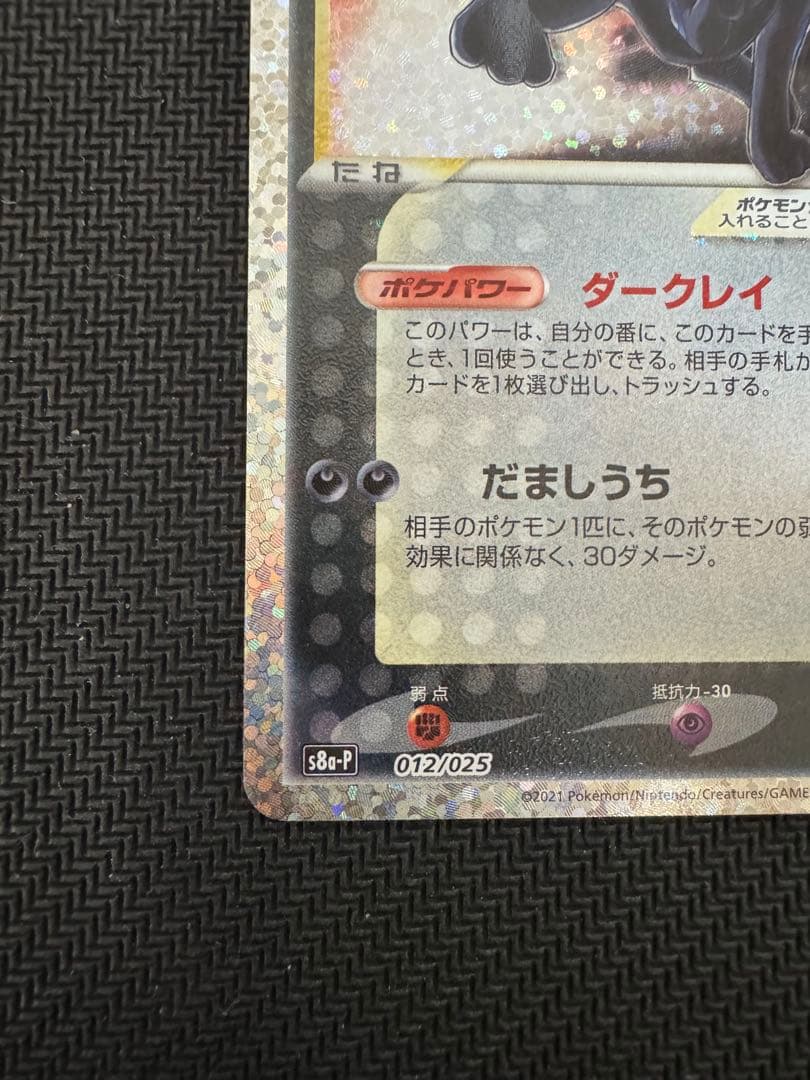 たね
ポケモン
入れること
ポケパワー ダークレイ
このパワーは、自分の番に、このカードを手
とき、1回使うことができる。相手の手札か
カードを1枚選び出し、トラッシュする。
だましうち
相手のポケモン1匹に、そのポケモンの弱
効果に関係なく、30ダメージ。
弱点 抵抗力-30
s8a-P 012/025
©2021 Pokémon/Nintendo/Creatures/GAME